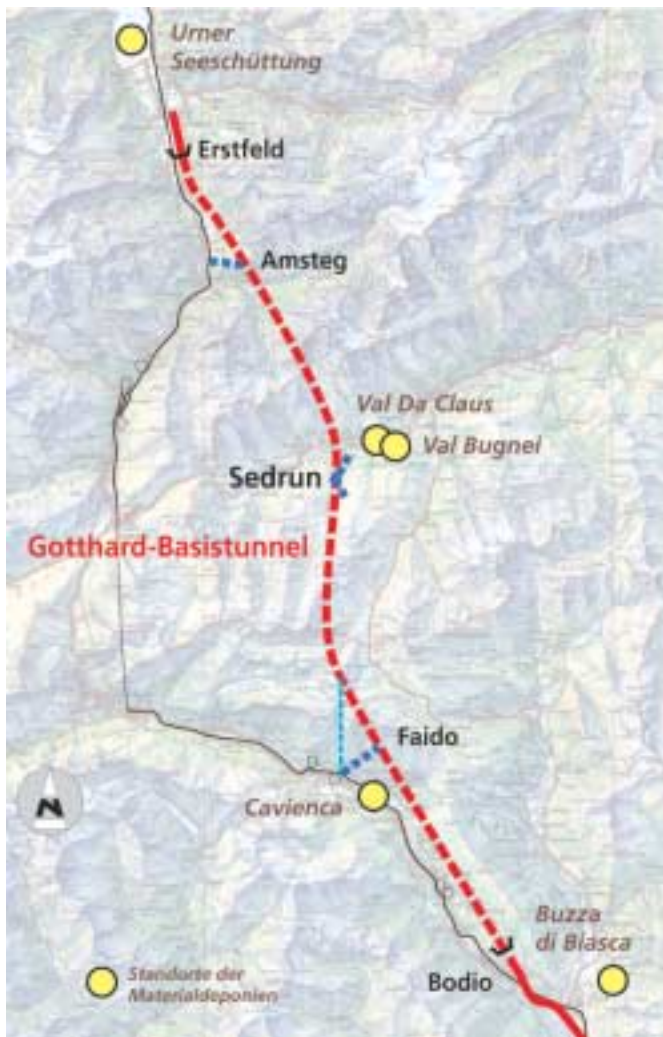 Urner
Seeschüttung
Erstfeld
Amsteg
Val Da Claus
Val Bugnei
Sedrun
Gotthard-Basistunnel
Faido
Cavienca
N
Buzza
di Biasca
Bodio
Standorte der
Materialdeponien